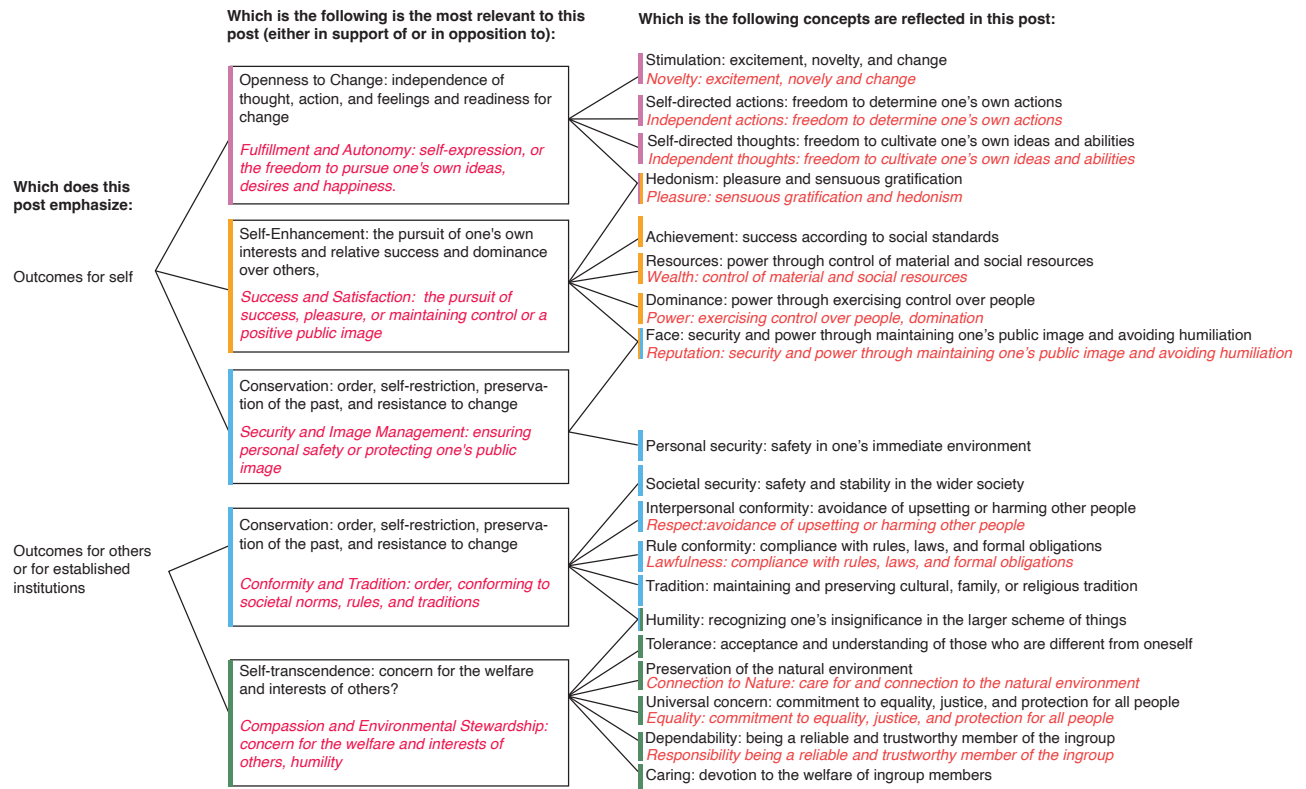 Which is the following is the most relevant to this
post (either in support of or in opposition to):
Which is the following concepts are reflected in this post:
Which does this
post emphasize:
Outcomes for self
Outcomes for others
or for established
institutions
Openness to Change: independence of
thought, action, and feelings and readiness for
change
Fulfillment and Autonomy: self-expression, or
the freedom to pursue one's own ideas,
desires and happiness.
Self-Enhancement: the pursuit of one's own
interests and relative success and dominance
over others,
Success and Satisfaction:  the pursuit of
success, pleasure, or maintaining control or a
positive public image
Conservation: order, self-restriction, preserva-
tion of the past, and resistance to change
Security and Image Management: ensuring
personal safety or protecting one's public
image
Conservation: order, self-restriction, preserva-
tion of the past, and resistance to change
Conformity and Tradition: order, conforming to
societal norms, rules, and traditions
Self-transcendence: concern for the welfare
and interests of others?
Compassion and Environmental Stewardship:
concern for the welfare and interests of
others, humility
Stimulation: excitement, novelty, and change
Novelty: excitement, novely and change
Self-directed actions: freedom to determine one's own actions
Independent actions: freedom to determine one's own actions
Self-directed thoughts: freedom to cultivate one's own ideas and abilities
Independent thoughts: freedom to cultivate one's own ideas and abilities
Hedonism: pleasure and sensuous gratification
Pleasure: sensuous gratification and hedonism
Achievement: success according to social standards
Resources: power through control of material and social resources
Wealth: control of material and social resources
Dominance: power through exercising control over people
Power: exercising control over people, domination
Face: security and power through maintaining one's public image and avoiding humiliation
Reputation: security and power through maintaining one's public image and avoiding humiliation
Personal security: safety in one's immediate environment
Societal security: safety and stability in the wider society
Interpersonal conformity: avoidance of upsetting or harming other people
Respect:avoidance of upsetting or harming other people
Rule conformity: compliance with rules, laws, and formal obligations
Lawfulness: compliance with rules, laws, and formal obligations
Tradition: maintaining and preserving cultural, family, or religious tradition
Humility: recognizing one's insignificance in the larger scheme of things
Tolerance: acceptance and understanding of those who are different from oneself
Preservation of the natural environment
Connection to Nature: care for and connection to the natural environment
Universal concern: commitment to equality, justice, and protection for all people
Equality: commitment to equality, justice, and protection for all people
Dependability: being a reliable and trustworthy member of the ingroup
Responsibility being a reliable and trustworthy member of the ingroup
Caring: devotion to the welfare of ingroup members